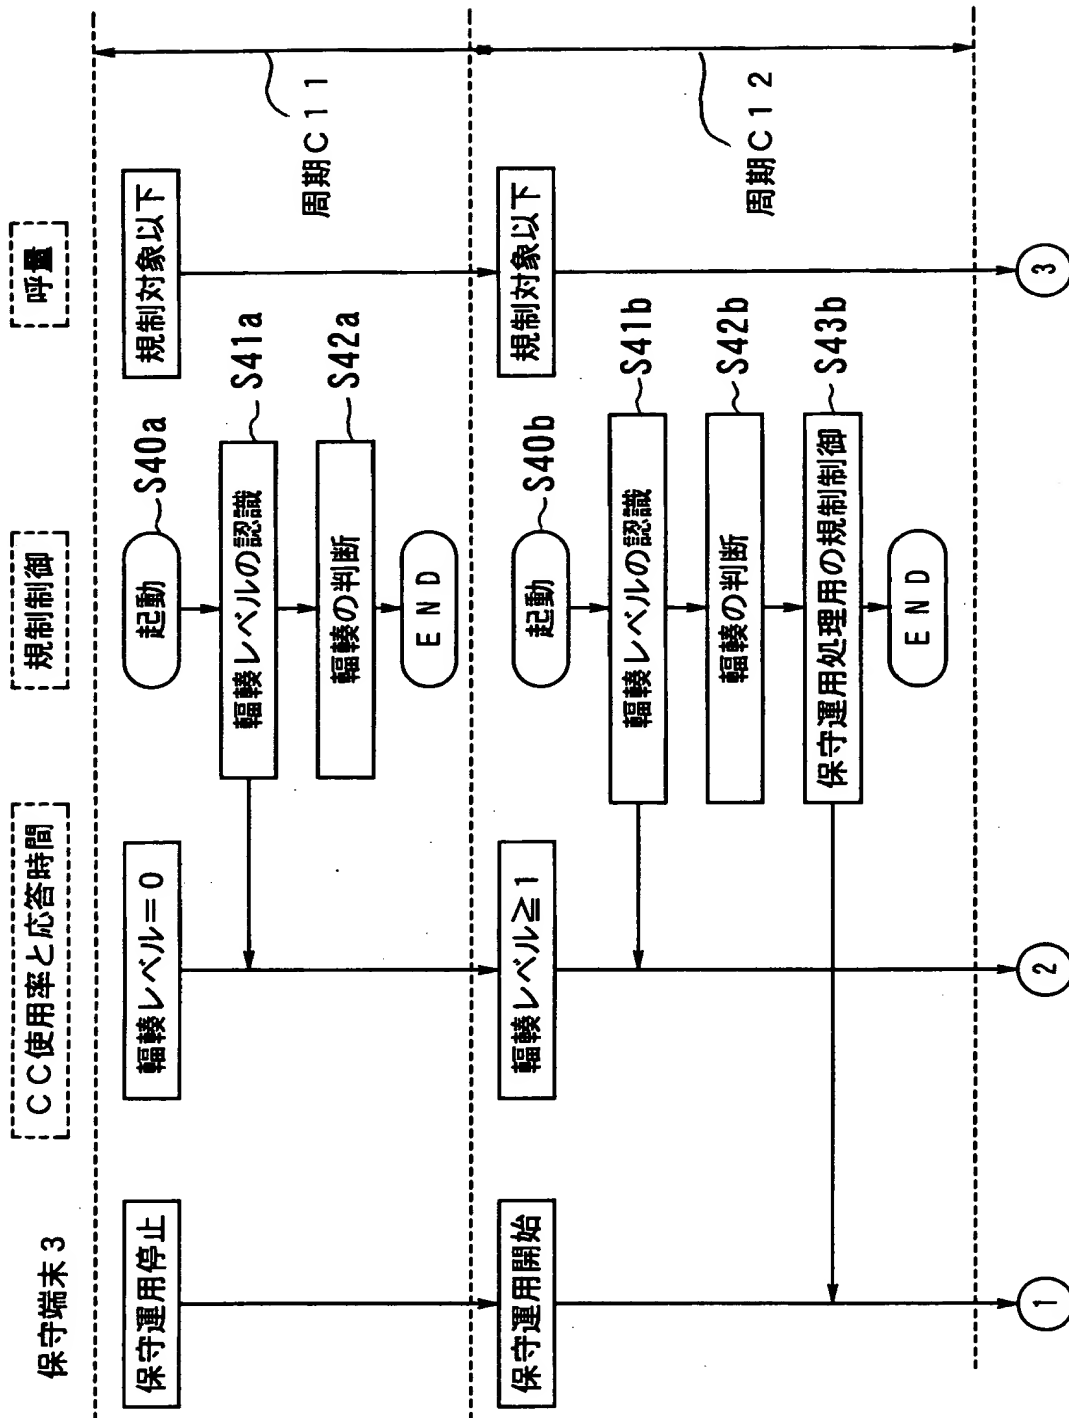 保守端末3
CC使用率と応答時間
規制制御
呼量
保守運用停止
輻輳レベル=0
起動
S40a
規制対象以下
輻輳レベルの認識
S41a
輻輳の判断
S42a
END
周期C11
保守運用開始
輻輳レベル≧1
起動
S40b
規制対象以下
輻輳レベルの認識
S41b
輻輳の判断
S42b
保守運用処理用の規制制御
S43b
END
周期C12
1
2
3